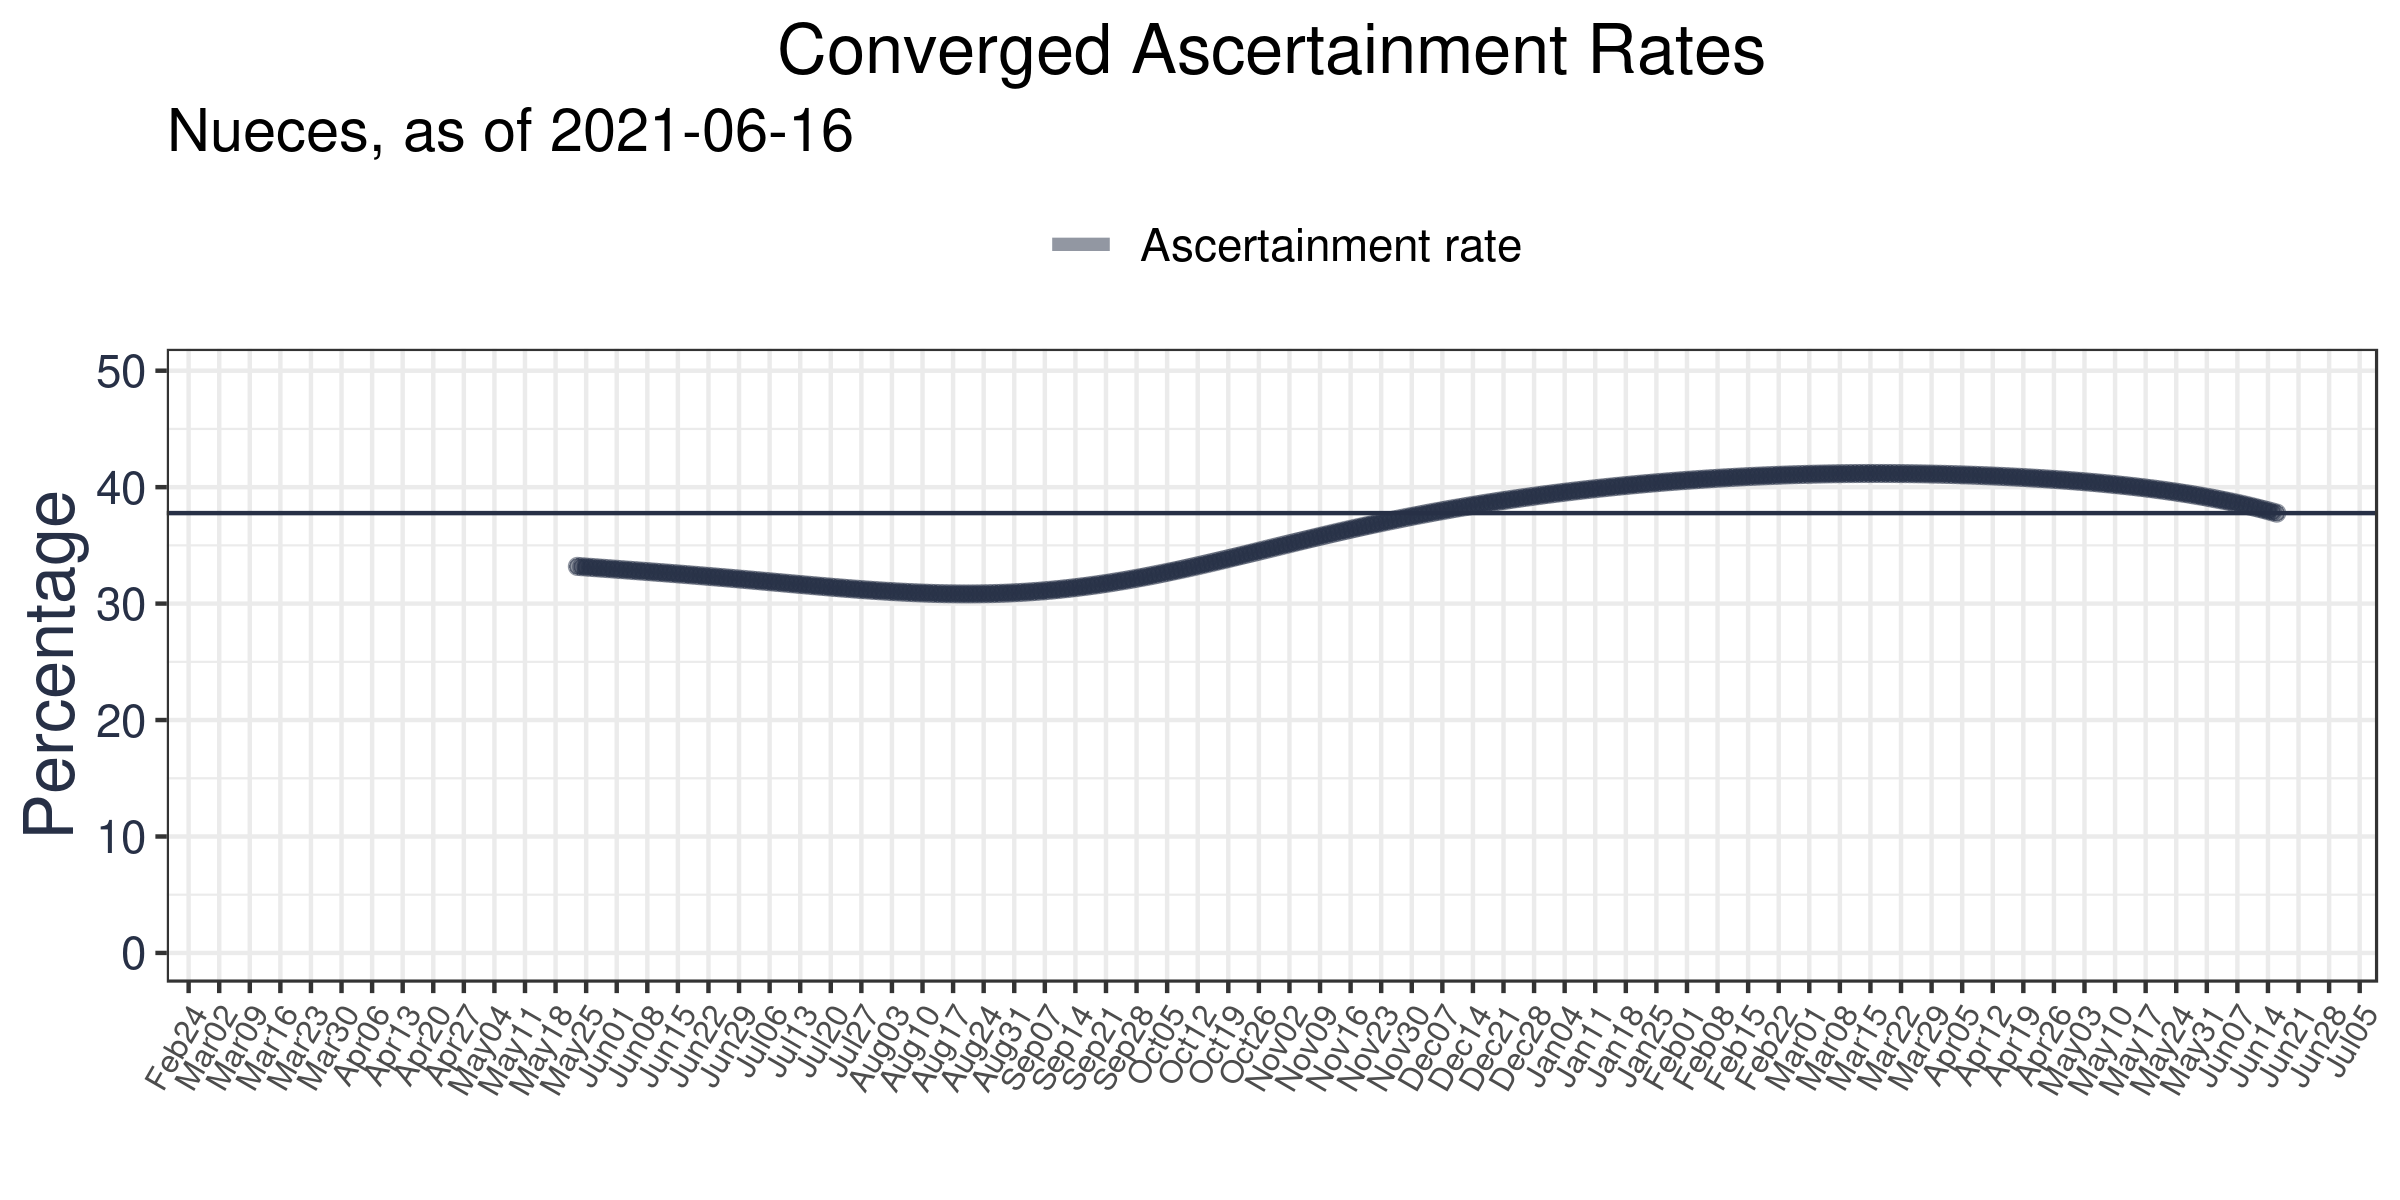 Converged Ascertainment Rates
Nueces, as of 2021-06-16
Ascertainment rate
Percentage
50
40
30
20
10
0
Feb24
Mar02
Mar09
Mar16
Mar23
Mar30
Apr06
Apr13
Apr20
Apr27
May04
May11
May18
May25
Jun01
Jun08
Jun15
Jun22
Jun29
Jul06
Jul13
Jul20
Jul27
Aug03
Aug10
Aug17
Aug24
Aug31
Sep07
Sep14
Sep21
Sep28
Oct05
Oct12
Oct19
Oct26
Nov02
Nov09
Nov16
Nov23
Nov30
Dec07
Dec14
Dec21
Dec28
Jan04
Jan11
Jan18
Jan25
Feb01
Feb08
Feb15
Feb22
Mar01
Mar08
Mar15
Mar22
Mar29
Apr05
Apr12
Apr19
Apr26
May03
May10
May17
May24
May31
Jun07
Jun14
Jun21
Jun28
Jul05